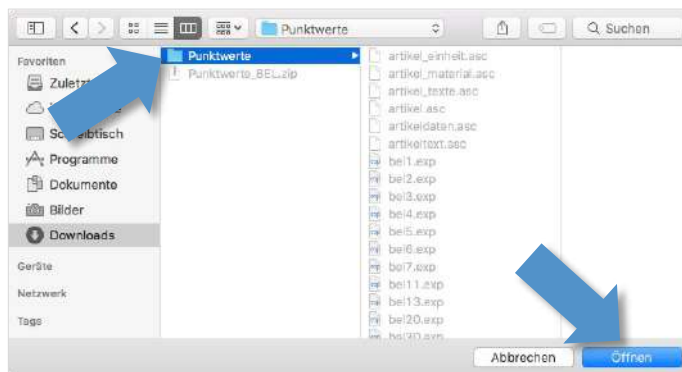 Punktwerte
Suchen
Favoriten
Dokumente
Programme
Bilder
Downloads
Geräte
Netzwerk
Tags
Punktwerte
Punktwerte_BEL.zip
artikel_einheit.asc
artikel_material.asc
artikel_texte.asc
artikel.asc
artikeldaten.asc
artikeltext.asc
bel1.exp
bel2.exp
bel3.exp
bel4.exp
bel5.exp
bel6.exp
bel7.exp
bel11.exp
bel13.exp
bel20.exp
bel30.exp
Abbrechen
Öffnen